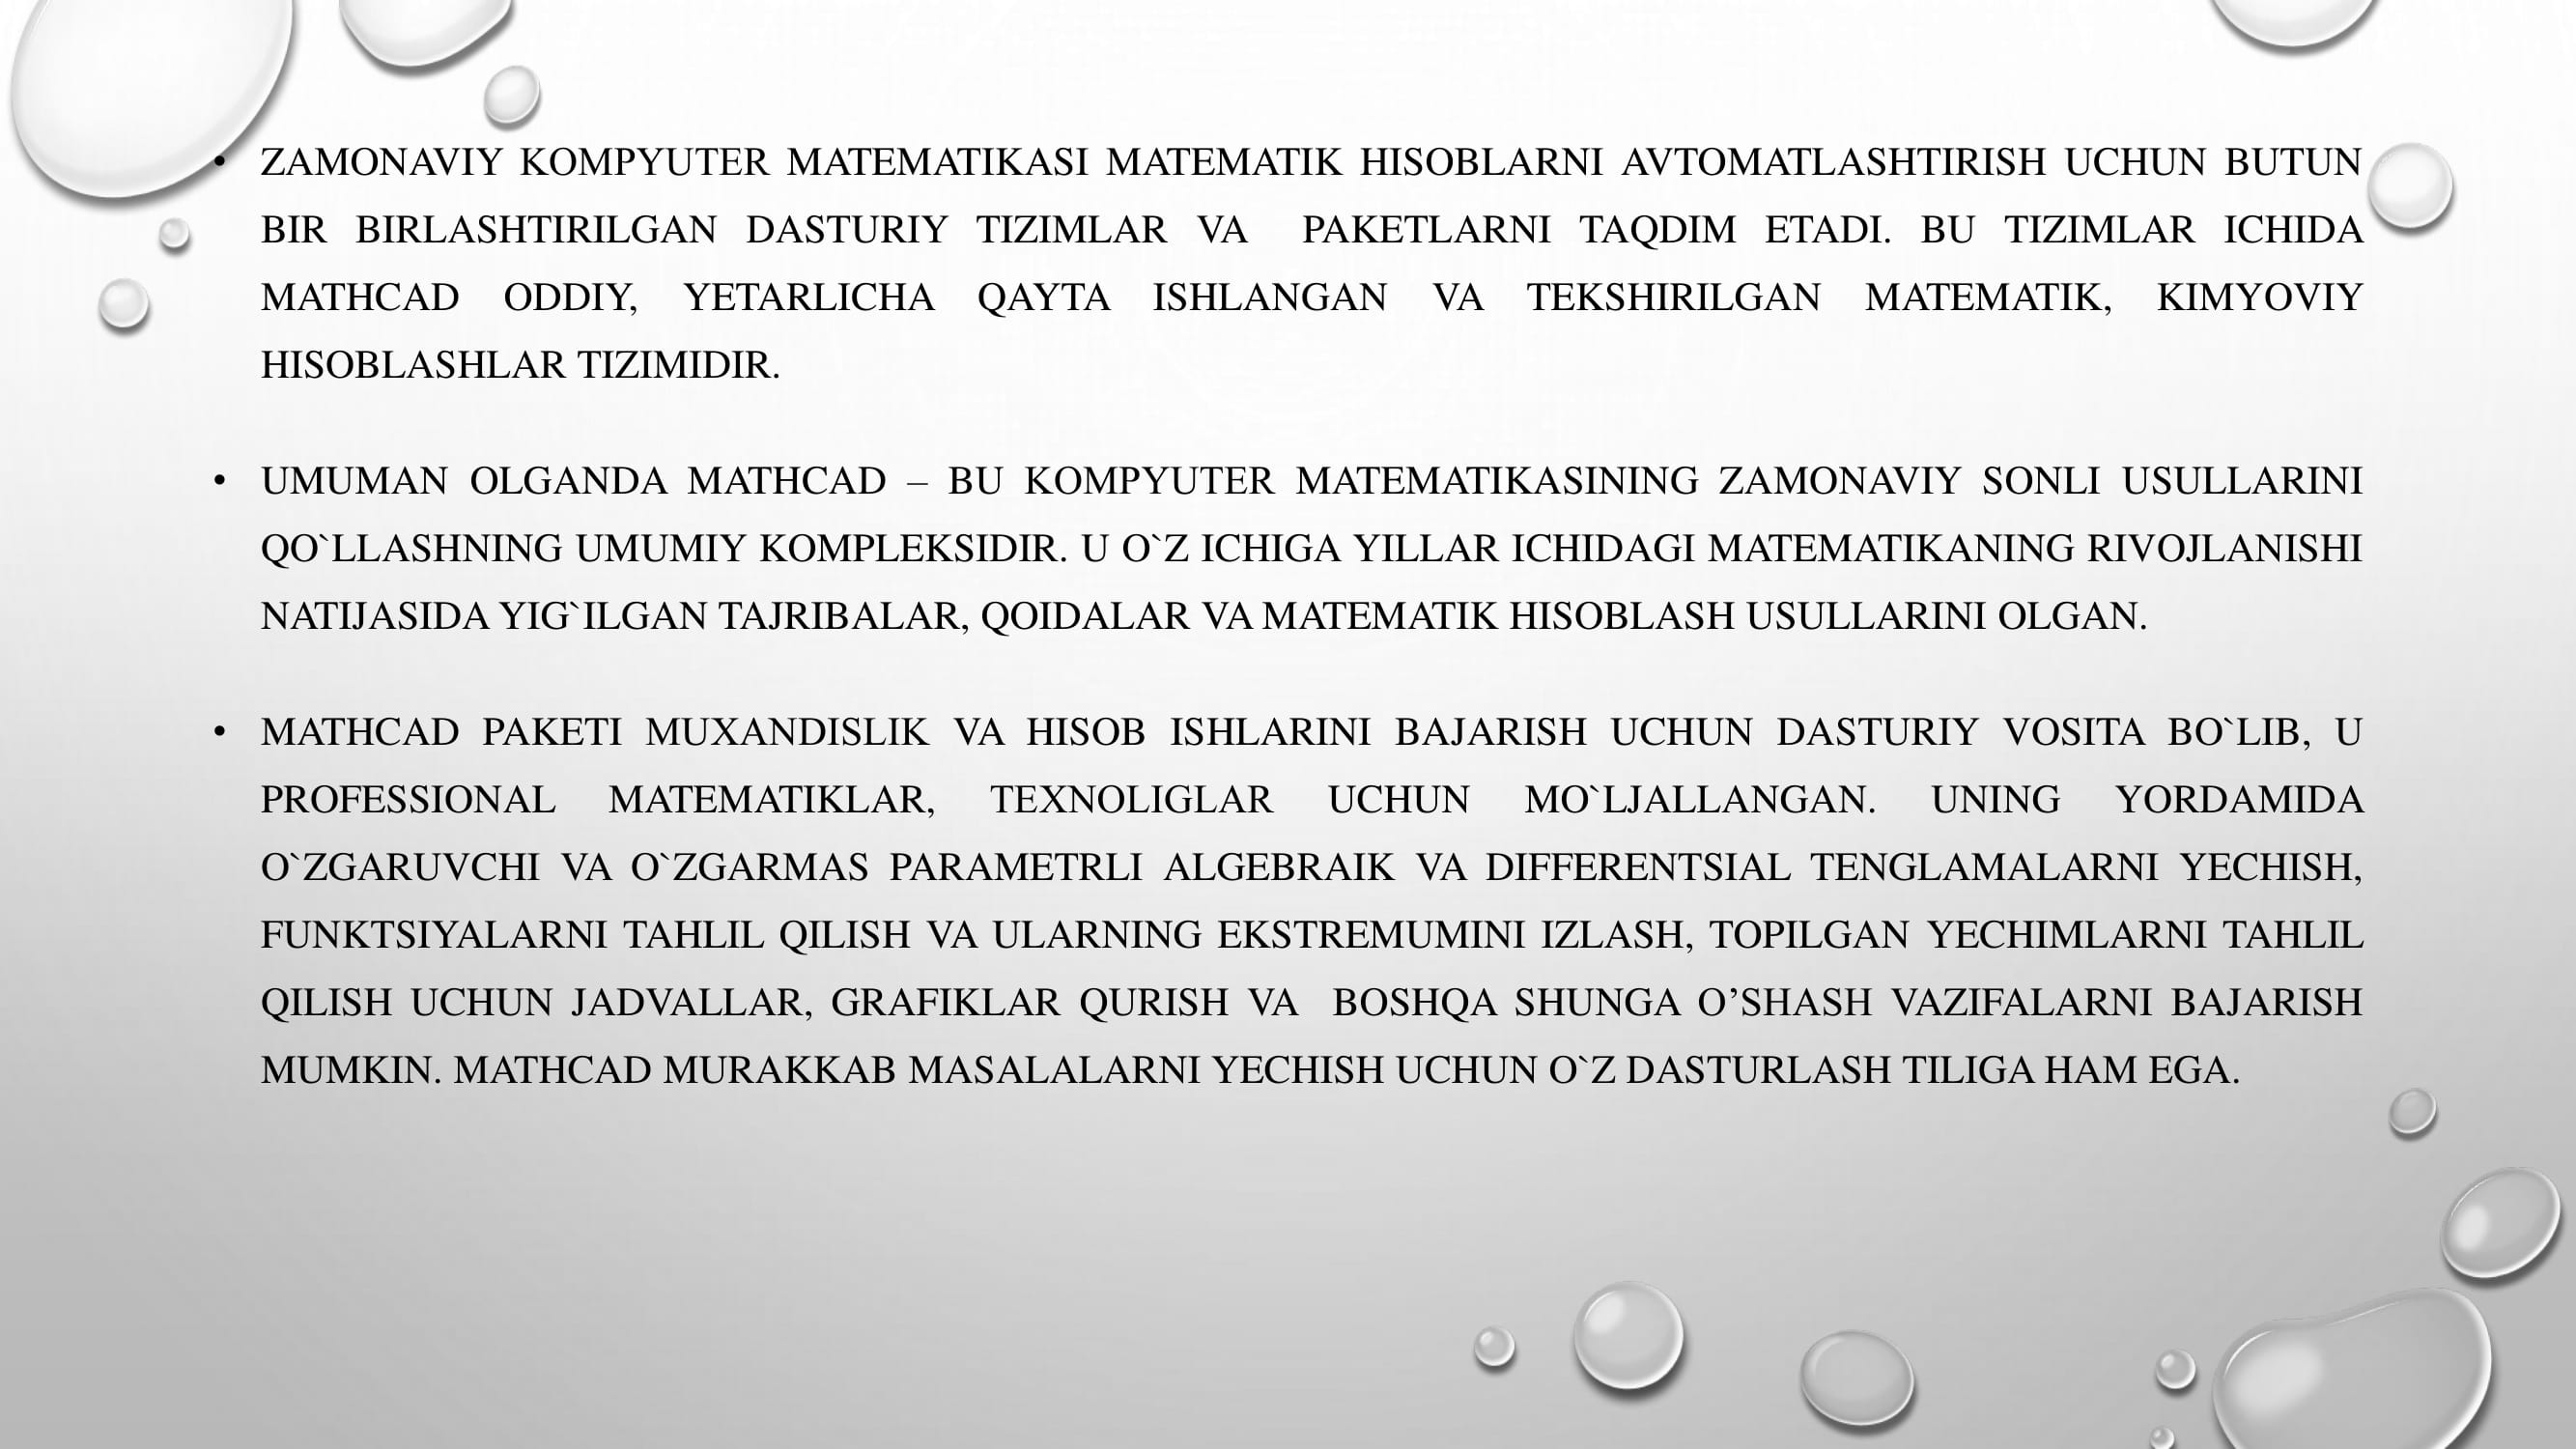 • ZAMONAVIY KOMPYUTER MATEMATIKASI MATEMATIK HISOBLARNI AVTOMATLASHTIRISH UCHUN BUTUN
BIR BIRLASHTIRILGAN DASTURIY TIZIMLAR VA PAKETLARNI TAQDIM ETADI. BU TIZIMLAR ICHIDA
MATHCAD ODDIY, YETARLICHA QAYTA ISHLANGAN VA TEKSHIRILGAN MATEMATIK, KIMYOVIY
HISOBLASHLAR TIZIMIDIR.
• UMUMAN OLGANDA MATHCAD – BU KOMPYUTER MATEMATIKASINING ZAMONAVIY SONLI USULLARINI
QO`LLASHNING UMUMIY KOMPLEKSIDIR. U O`Z ICHIGA YILLAR ICHIDAGI MATEMATIKANING RIVOJLANISHI
NATIJASIDA YIG`ILGAN TAJRIBALAR, QOIDALAR VA MATEMATIK HISOBLASH USULLARINI OLGAN.
• MATHCAD PAKETI MUXANDISLIK VA HISOB ISHLARINI BAJARISH UCHUN DASTURIY VOSITA BO`LIB, U
PROFESSIONAL MATEMATIKLAR, TEXNOLIGLAR UCHUN MO`LJALLANGAN. UNING YORDAMIDA
O`ZGARUVCHI VA O`ZGARMAS PARAMETRLI ALGEBRAIK VA DIFFERENTSIAL TENGLAMALARNI YECHISH,
FUNKTSIYALARNI TAHLIL QILISH VA ULARNING EKSTREMUMINI IZLASH, TOPILGAN YECHIMLARNI TAHLIL
QILISH UCHUN JADVALLAR, GRAFIKLAR QURISH VA BOSHQA SHUNGA O’SHASH VAZIFALARNI BAJARISH
MUMKIN. MATHCAD MURAKKAB MASALALARNI YECHISH UCHUN O`Z DASTURLASH TILIGA HAM EGA.